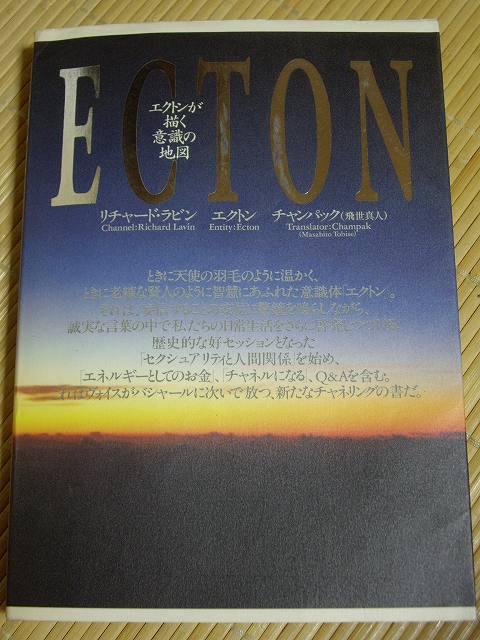 ECTON
エクトンが
描く
意識の
地図
リチャード・ラビン エクトン チャンパック(飛世真人)
Channel:Richard Lavin Entity:Ecton Translator:Champak
(Masahito Tobise)
ときに天使の羽毛のように温かく、
ときに老練な賢人のように智慧にあふれた意識体「エクトン」。
誠実な言葉の中で私たちの日常生活をさらに
歴史的な好セッションとなった
「セクシュアリティと人間関係」を始め、
「エネルギーとしてのお金」、「チャネルになる」、Q&Aを含む。
これはヴォイスがバシャールに次いで放つ、新たなチャネリングの書だ。